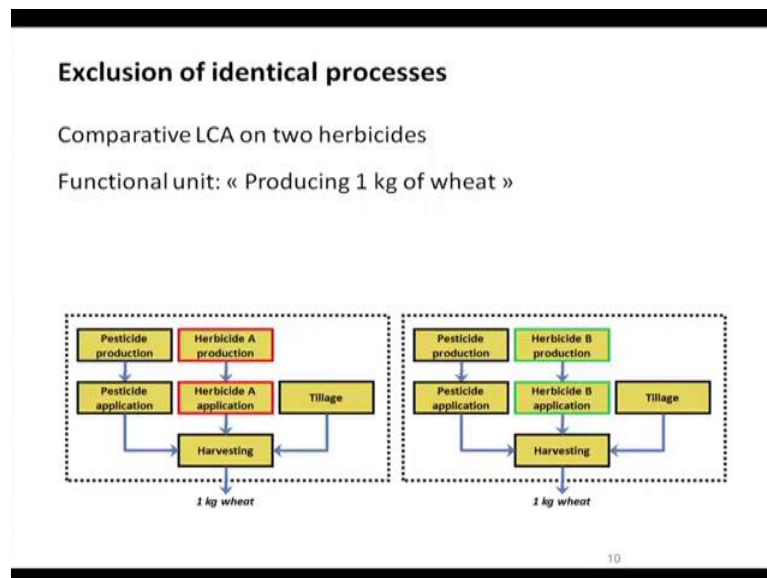 Exclusion of identical processes
Comparative LCA on two herbicides
Functional unit: « Producing 1 kg of wheat »
Pesticide
production
Herbicide A
production
Pesticide
application
Herbicide A
application
Tillage
Harvesting
1 kg wheat
Pesticide
production
Herbicide B
production
Pesticide
application
Herbicide B
application
Tillage
Harvesting
1 kg wheat
10